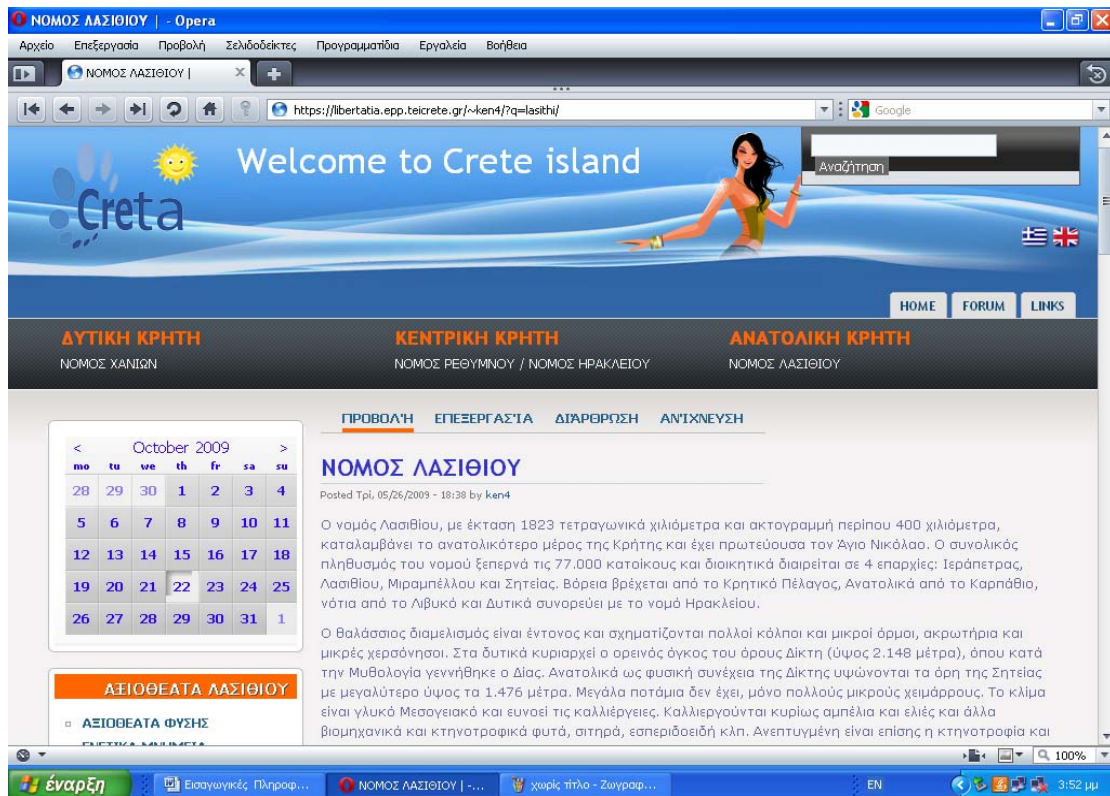 ΝΟΜΟΣ ΛΑΣΙΘΙΟΥ | - Opera
Αρχείο Επεξεργασία Προβολή Σελιδοδείκτες Προγραμματίδια Εργαλεία Βοήθεια
ΝΟΜΟΣ ΛΑΣΙΘΙΟΥ |
https://libertatia.epp.teicrete.gr/~ken4/?q=lasithi/
Google
Welcome to Crete island
Creta
Αναζήτηση
HOME FORUM LINKS
ΔΥΤΙΚΗ ΚΡΗΤΗ ΚΕΝΤΡΙΚΗ ΚΡΗΤΗ ΑΝΑΤΟΛΙΚΗ ΚΡΗΤΗ
ΝΟΜΟΣ ΧΑΝΙΩΝ ΝΟΜΟΣ ΡΕΘΥΜΝΟΥ / ΝΟΜΟΣ ΗΡΑΚΛΕΙΟΥ ΝΟΜΟΣ ΛΑΣΙΘΙΟΥ
ΠΡΟΒΟΛΉ ΕΠΕΞΕΡΓΑΣΊΑ ΔΙΆΡΘΡΩΣΗ ΑΝΊΧΝΕΥΣΗ
< October 2009 >
mo tu we th fr sa su
28 29 30 1 2 3 4
5 6 7 8 9 10 11
12 13 14 15 16 17 18
19 20 21 22 23 24 25
26 27 28 29 30 31 1
ΑΞΙΟΘΕΑΤΑ ΛΑΣΙΘΙΟΥ
ΑΞΙΟΘΕΑΤΑ ΦΥΣΗΣ
ΝΟΜΟΣ ΛΑΣΙΘΙΟΥ
Posted Τρί, 05/26/2009 - 18:38 by ken4
Ο νομός Λασιθίου, με έκταση 1823 τετραγωνικά χιλιόμετρα και ακτογραμμή περίπου 400 χιλιόμετρα,
καταλαμβάνει το ανατολικότερο μέρος της Κρήτης και έχει πρωτεύουσα τον Άγιο Νικόλαο. Ο συνολικός
πληθυσμός του νομού ξεπερνά τις 77.000 κατοίκους και διοικητικά διαιρείται σε 4 επαρχίες: Ιεράπετρας,
Λασιθίου, Μιραμπέλλου και Σητείας. Βόρεια βρέχεται από το Κρητικό Πέλαγος, Ανατολικά από το Καρπάθιο,
νότια από το Λιβυκό και Δυτικά συνορεύει με το νομό Ηρακλείου.
Ο θαλάσσιος διαμελισμός είναι έντονος και σχηματίζονται πολλοί κόλποι και μικροί όρμοι, ακρωτήρια και
μικρές χερσόνησοι. Στα δυτικά κυριαρχεί ο ορεινός όγκος του όρους Δίκτη (ύψος 2.148 μέτρα), όπου κατά
την Μυθολογία γεννήθηκε ο Δίας. Ανατολικά ως φυσική συνέχεια της Δίκτης υψώνονται τα όρη της Σητείας
με μεγαλύτερο ύψος τα 1.476 μέτρα. Μεγάλα ποτάμια δεν έχει, μόνο πολλούς μικρούς χειμάρρους. Το κλίμα
είναι γλυκό Μεσογειακό και ευνοεί τις καλλιέργειες. Καλλιεργούνται κυρίως αμπέλια και ελιές και άλλα
βιομηχανικά και κτηνοτροφικά φυτά, σιτηρά, εσπεριδοειδή κλπ. Ανεπτυγμένη είναι επίσης η κτηνοτροφία και
100%
έναρξη Εισαγωγικές Πληροφ... ΝΟΜΟΣ ΛΑΣΙΘΙΟΥ | -... χωρίς τίτλο - Ζωγραφ... EN 3:52 μμ